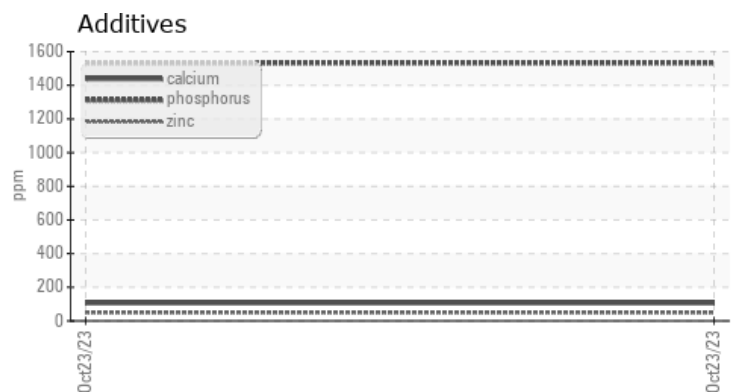 Additives
1600
1400
1200
1000
800
600
400
200
0
ppm
calcium
phosphorus
zinc
Oct23/23
Oct23/23